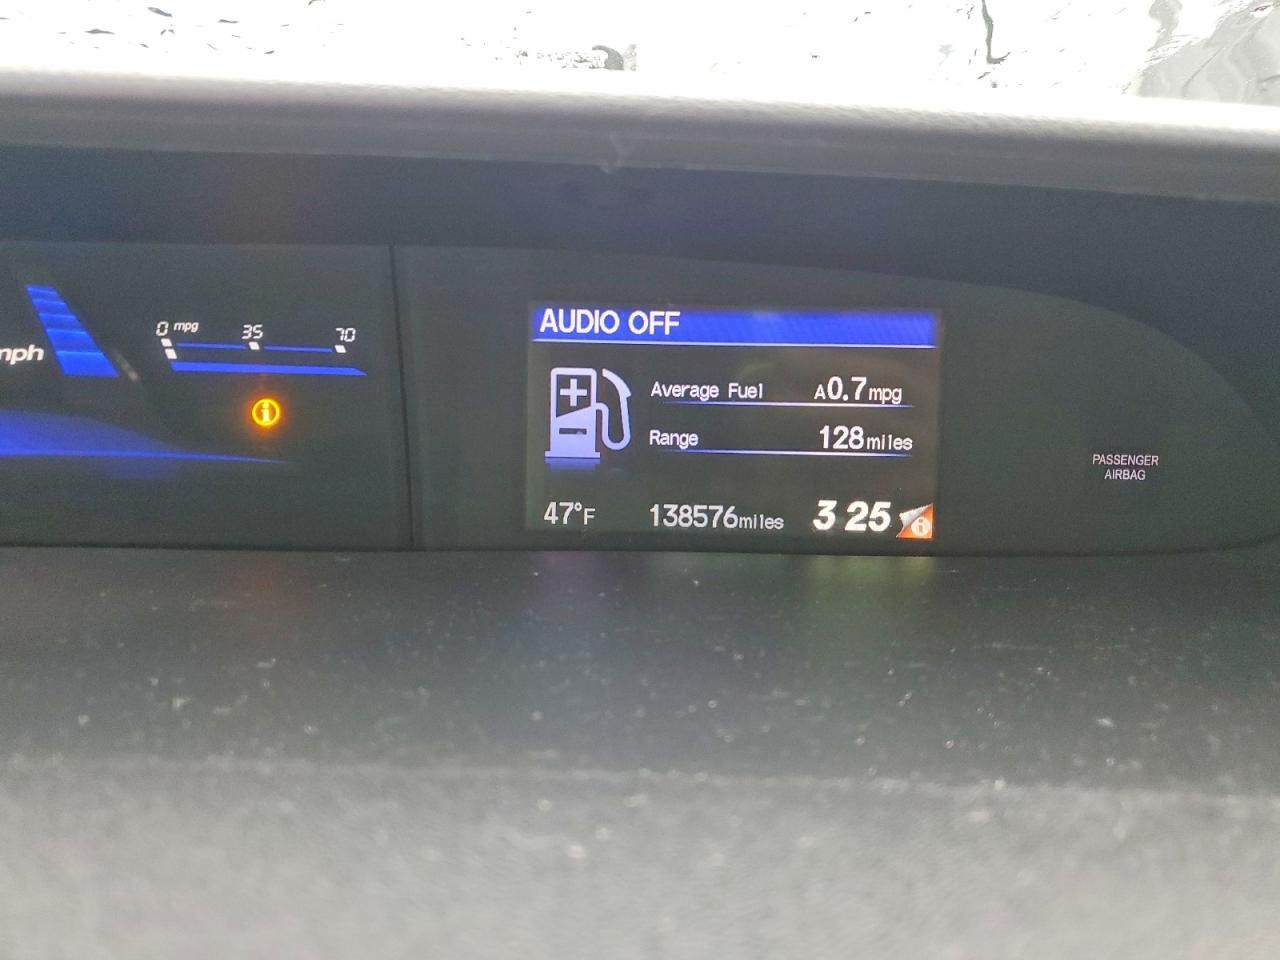 mph
0 mpg 35 70
AUDIO OFF
Average Fuel A0.7mpg
Range 128miles
47°F 138576miles 3 25
PASSENGER
AIRBAG